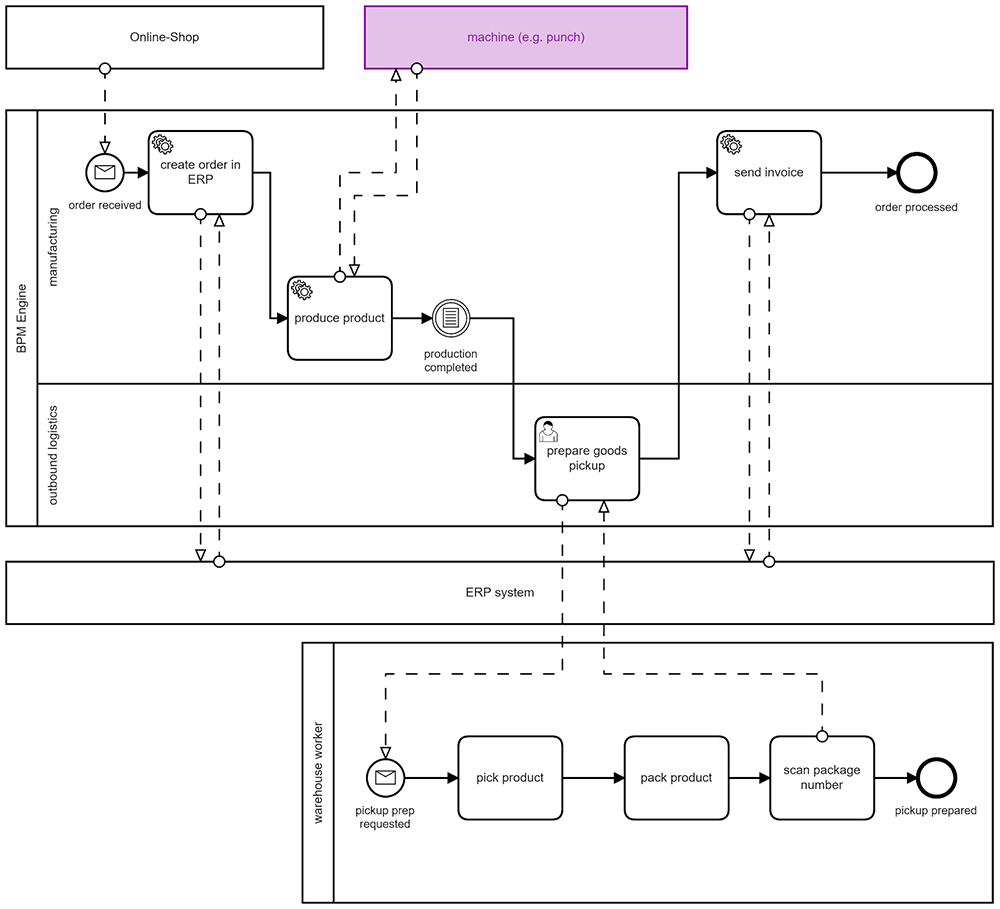 Online-Shop
machine (e.g. punch)
BPM Engine
manufacturing
order received
create order in
ERP
produce product
production
completed
send invoice
order processed
outbound logistics
prepare goods
pickup
ERP system
warehouse worker
pickup prep
requested
pick product
pack product
scan package
number
pickup prepared